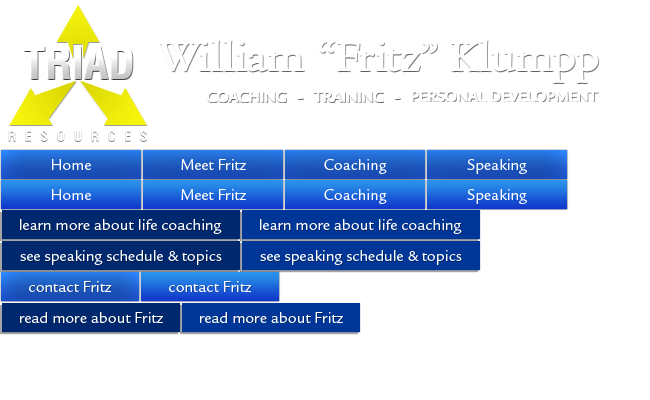 TRIAD
RESOURCES
William “Fritz” Klumpp
COACHING - TRAINING - PERSONAL DEVELOPMENT
Home Meet Fritz Coaching Speaking
Home Meet Fritz Coaching Speaking
learn more about life coaching learn more about life coaching
see speaking schedule & topics see speaking schedule & topics
contact Fritz contact Fritz
read more about Fritz read more about Fritz